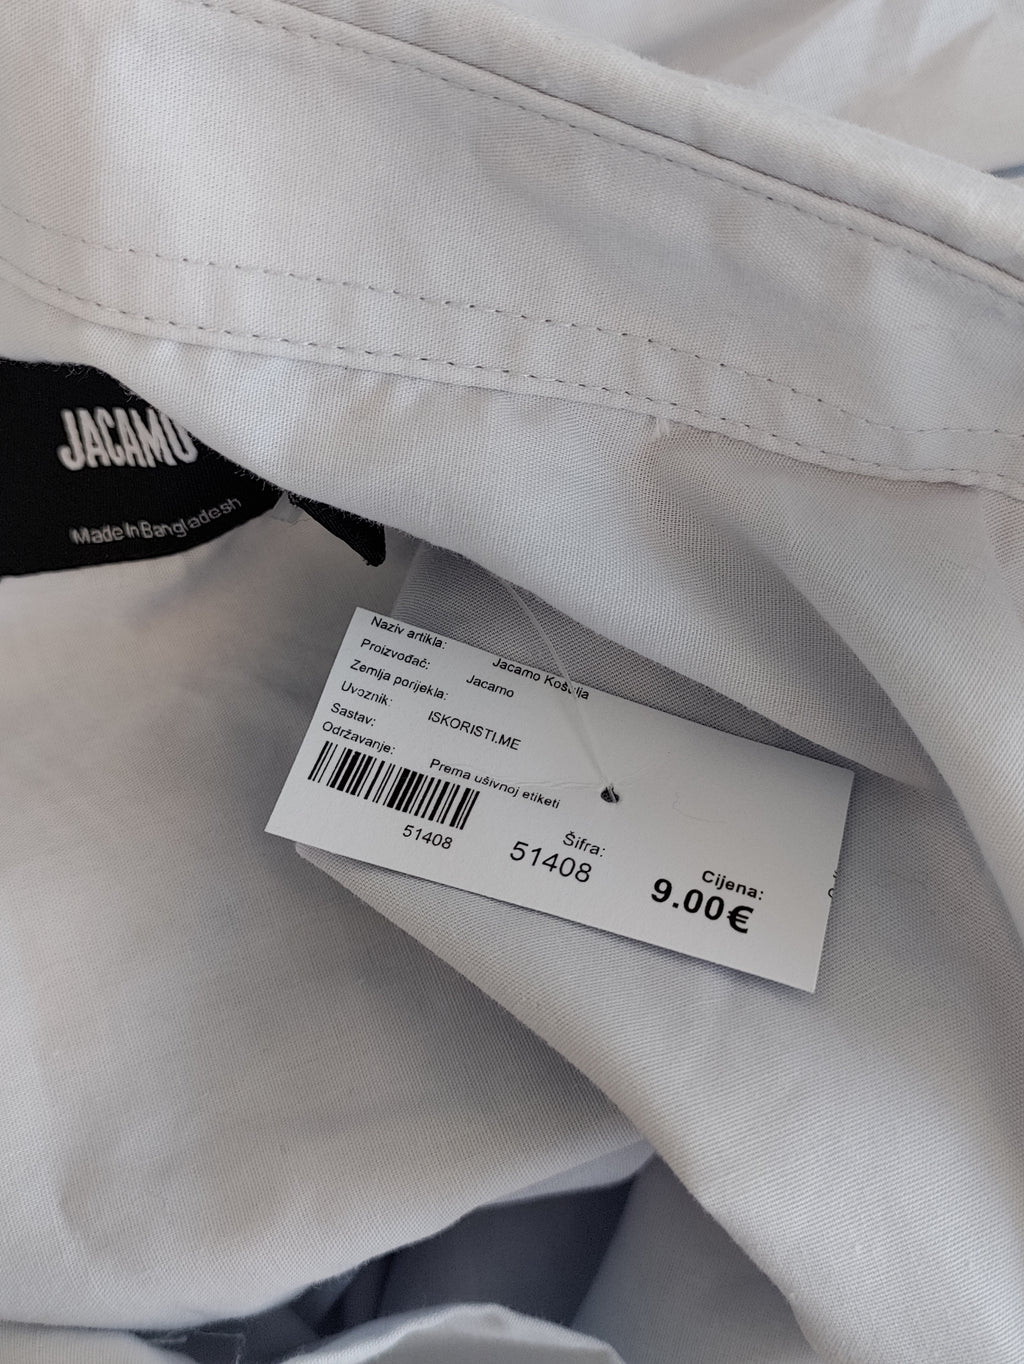 JACAMO
Made In Bangladesh
Naziv artikla: Jacamo Košulja
Proizvođač: Jacamo
Zemlja porijekla:
Uvoznik: ISKORISTI.ME
Sastav:
Održavanje: Prema ušivnoj etiketi
51408
Šifra:
51408
Cijena:
9.00€